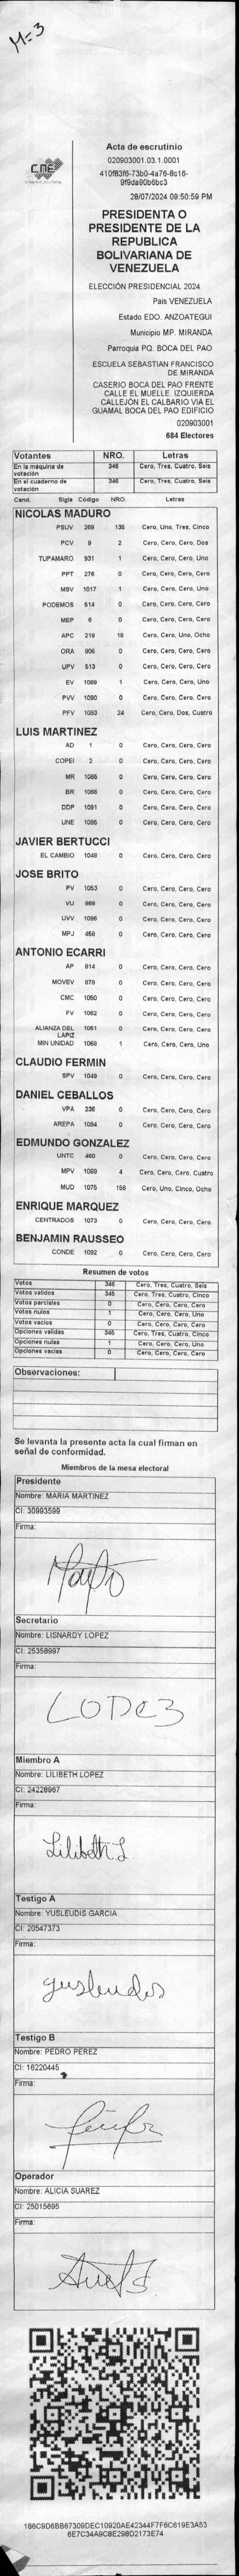 M=3
Acta de escrutinio
CNE
020903001.03.1.0001
410f83f6-73b0-4a76-8c16-
9f9da90b6bc3
28/07/2024 09:50:59 PM
PRESIDENTA O
PRESIDENTE DE LA
REPUBLICA
BOLIVARIANA DE
VENEZUELA
ELECCIÓN PRESIDENCIAL 2024
País VENEZUELA
Estado EDO. ANZOATEGUI
Municipio MP. MIRANDA
Parroquia PQ. BOCA DEL PAO
ESCUELA SEBASTIAN FRANCISCO
DE MIRANDA
CASERIO BOCA DEL PAO FRENTE
CALLE EL MUELLE. IZQUIERDA
CALLEJÓN EL CALBARIO VIA EL
GUAMAL BOCA DEL PAO EDIFICIO
020903001
684 Electores
Votantes NRO. Letras
En la máquina de votación 346 Cero, Tres, Cuatro, Seis
En el cuaderno de votación 346 Cero, Tres, Cuatro, Seis
Cand. Sigla Código NRO. Letras
NICOLAS MADURO
PSUV 269 135 Cero, Uno, Tres, Cinco
PCV 9 2 Cero, Cero, Cero, Dos
TUPAMARO 931 1 Cero, Cero, Cero, Uno
PPT 276 0 Cero, Cero, Cero, Cero
MSV 1017 1 Cero, Cero, Cero, Uno
PODEMOS 514 0 Cero, Cero, Cero, Cero
MEP 6 0 Cero, Cero, Cero, Cero
APC 219 18 Cero, Cero, Uno, Ocho
ORA 906 0 Cero, Cero, Cero, Cero
UPV 513 0 Cero, Cero, Cero, Cero
EV 1089 1 Cero, Cero, Cero, Uno
PVV 1090 0 Cero, Cero, Cero, Cero
PFV 1093 24 Cero, Cero, Dos, Cuatro
LUIS MARTINEZ
AD 1 0 Cero, Cero, Cero, Cero
COPEI 2 0 Cero, Cero, Cero, Cero
MR 1065 0 Cero, Cero, Cero, Cero
BR 1066 0 Cero, Cero, Cero, Cero
DDP 1091 0 Cero, Cero, Cero, Cero
UNE 1095 0 Cero, Cero, Cero, Cero
JAVIER BERTUCCI
EL CAMBIO 1048 0 Cero, Cero, Cero, Cero
JOSE BRITO
PV 1053 0 Cero, Cero, Cero, Cero
VU 868 0 Cero, Cero, Cero, Cero
UVV 1096 0 Cero, Cero, Cero, Cero
MPJ 458 0 Cero, Cero, Cero, Cero
ANTONIO ECARRI
AP 814 0 Cero, Cero, Cero, Cero
MOVEV 878 0 Cero, Cero, Cero, Cero
CMC 1050 0 Cero, Cero, Cero, Cero
FV 1062 0 Cero, Cero, Cero, Cero
ALIANZA DEL LAPIZ 1051 0 Cero, Cero, Cero, Cero
MIN UNIDAD 1068 1 Cero, Cero, Cero, Uno
CLAUDIO FERMIN
SPV 1049 0 Cero, Cero, Cero, Cero
DANIEL CEBALLOS
VPA 236 0 Cero, Cero, Cero, Cero
AREPA 1094 0 Cero, Cero, Cero, Cero
EDMUNDO GONZALEZ
UNTC 460 0 Cero, Cero, Cero, Cero
MPV 1069 4 Cero, Cero, Cero, Cuatro
MUD 1075 158 Cero, Uno, Cinco, Ocho
ENRIQUE MARQUEZ
CENTRADOS 1073 0 Cero, Cero, Cero, Cero
BENJAMIN RAUSSEO
CONDE 1092 0 Cero, Cero, Cero, Cero
Resumen de votos
Votos 346 Cero, Tres, Cuatro, Seis
Votos validos 345 Cero, Tres, Cuatro, Cinco
Votos parciales 0 Cero, Cero, Cero, Cero
Votos nulos 1 Cero, Cero, Cero, Uno
Votos vacios 0 Cero, Cero, Cero, Cero
Opciones validas 345 Cero, Tres, Cuatro, Cinco
Opciones nulas 1 Cero, Cero, Cero, Uno
Opciones vacias 0 Cero, Cero, Cero, Cero
Observaciones:
Se levanta la presente acta la cual firman en
señal de conformidad.
Miembros de la mesa electoral
Presidente
Nombre: MARIA MARTINEZ
CI: 30993599
Firma:
Secretario
Nombre: LISNARDY LOPEZ
CI: 25358997
Firma:
LOPEZ
Miembro A
Nombre: LILIBETH LOPEZ
CI: 24228967
Firma:
Lilibeth L
Testigo A
Nombre: YUSLEUDIS GARCIA
CI: 20547373
Firma:
yusleudis
Testigo B
Nombre: PEDRO PEREZ
CI: 16220445
Firma:
Operador
Nombre: ALICIA SUAREZ
CI: 25015695
Firma:
1B6C9D6BB67309DEC10920AE42344F7F6C619E3A53
6E7C34A9C8E298D2173E74